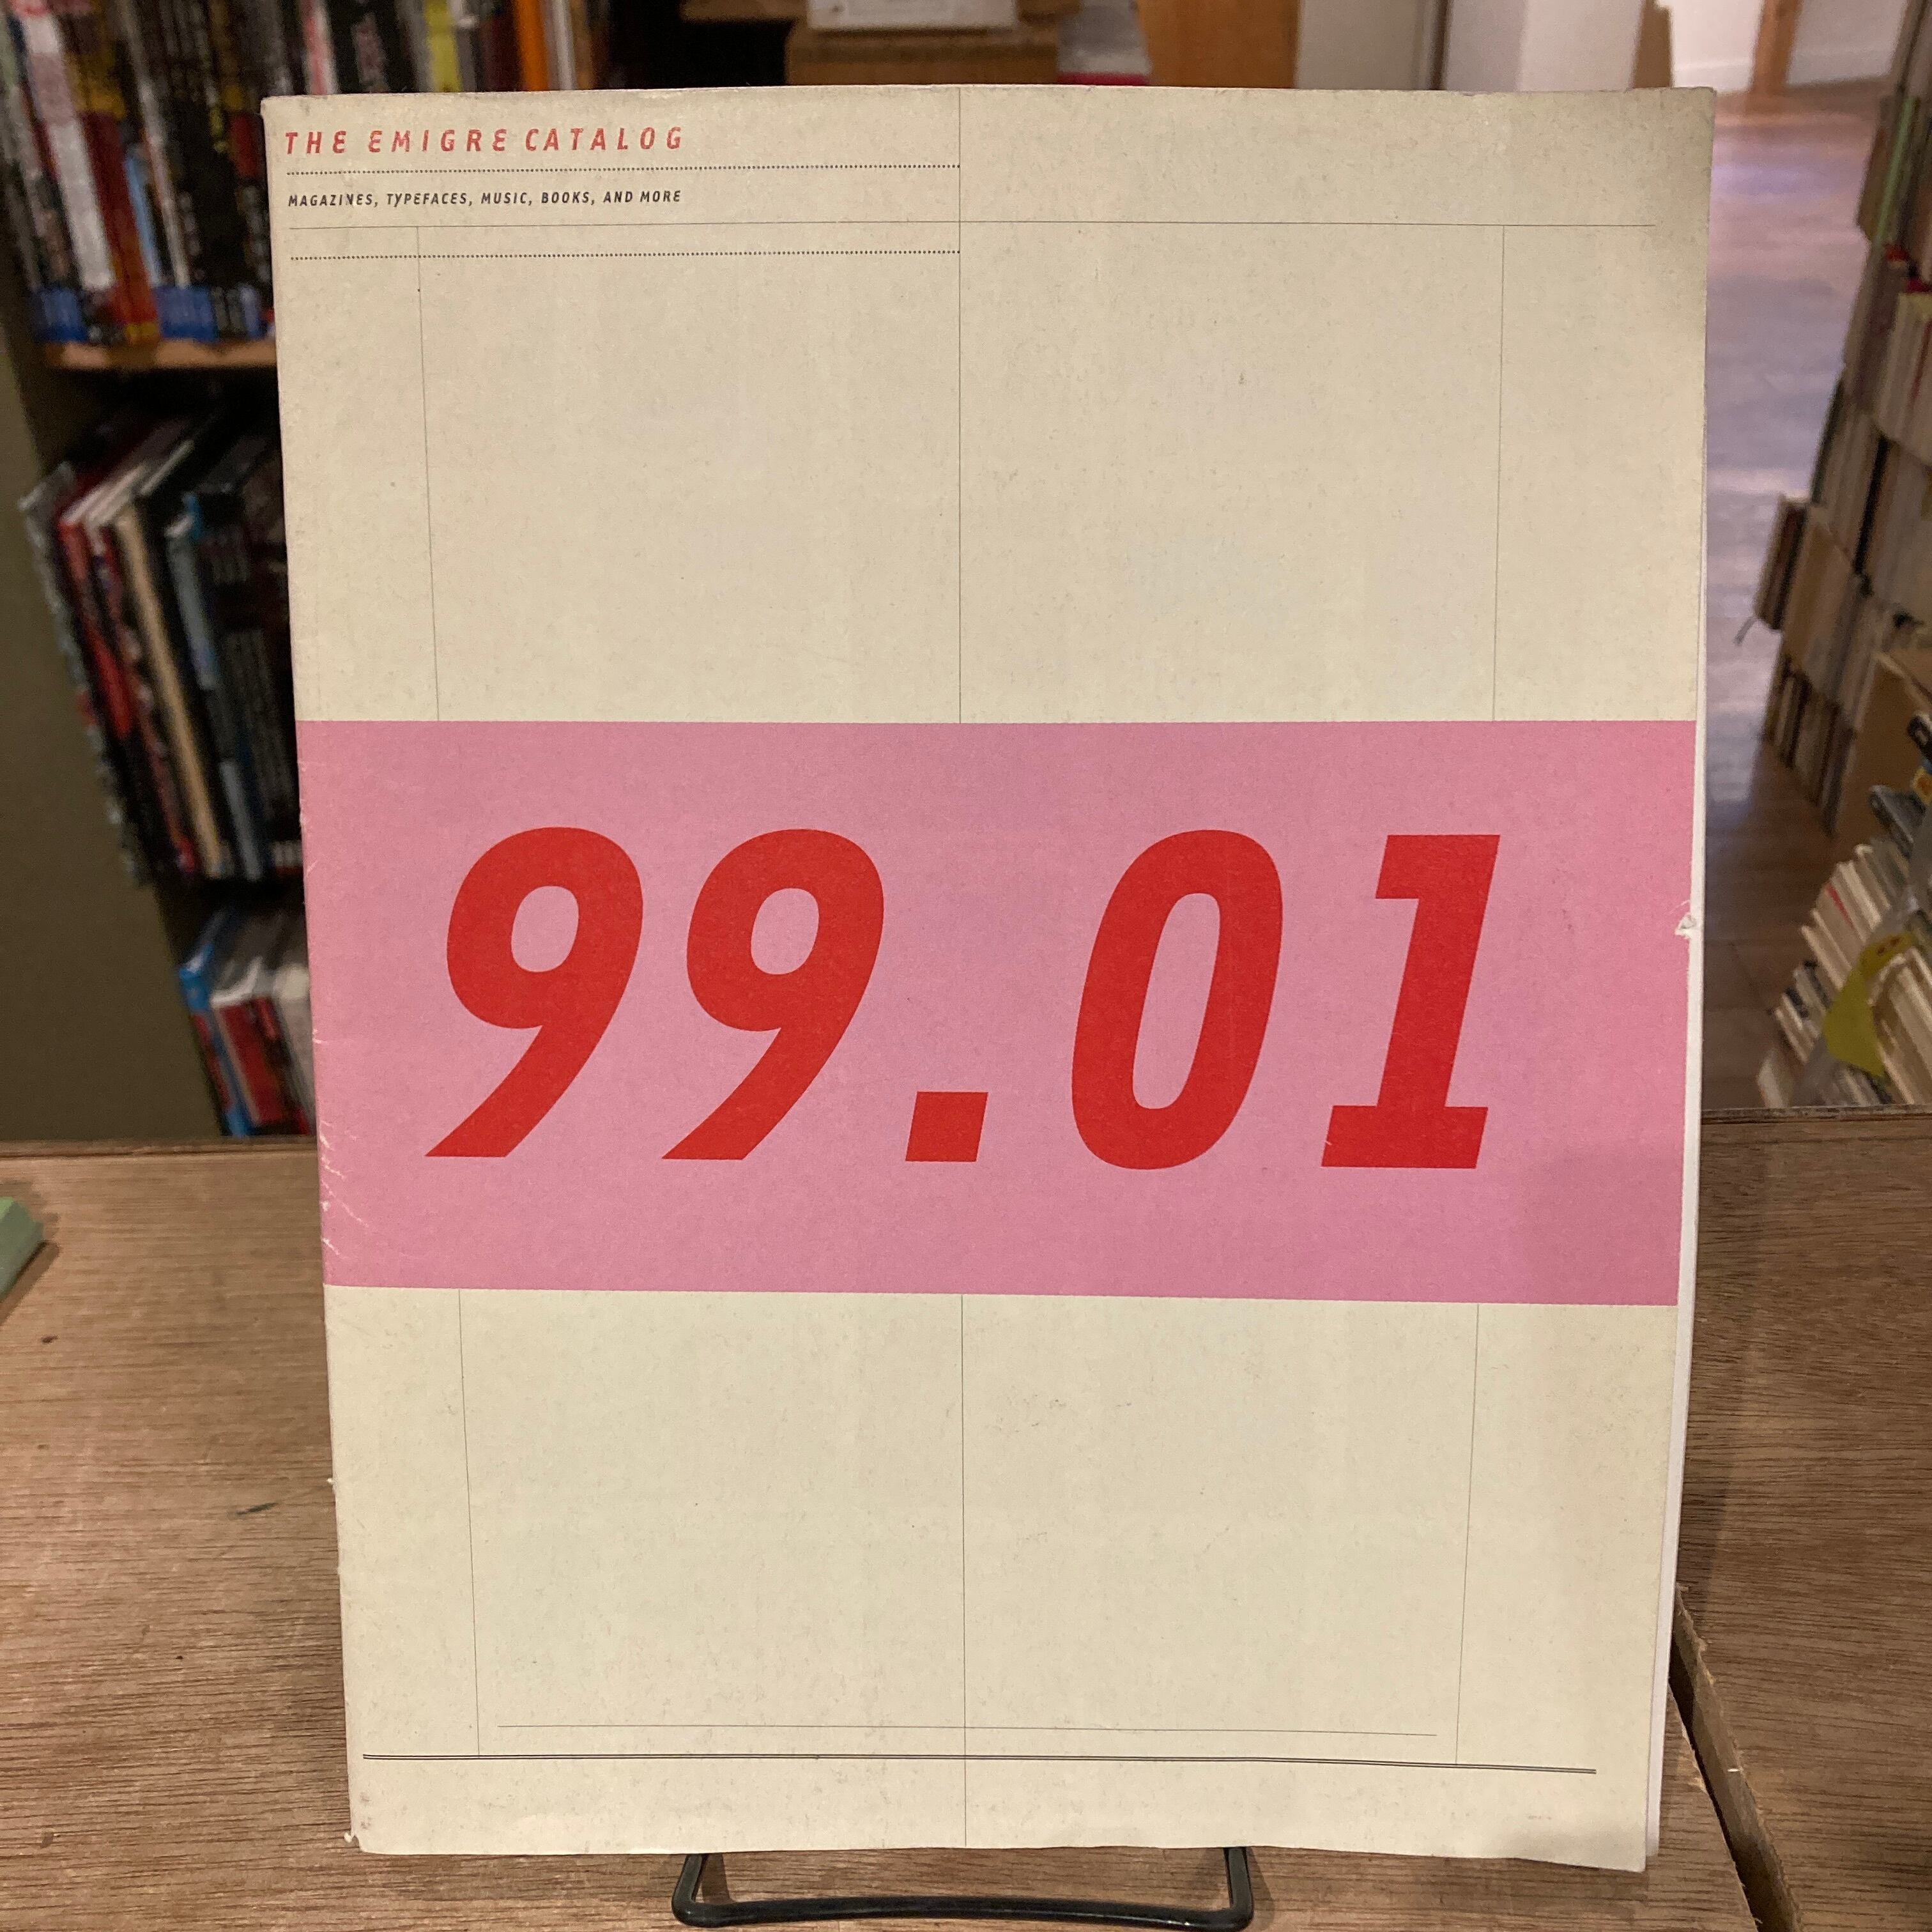 THE EMIGRE CATALOG
MAGAZINES, TYPEFACES, MUSIC, BOOKS, AND MORE
99.01